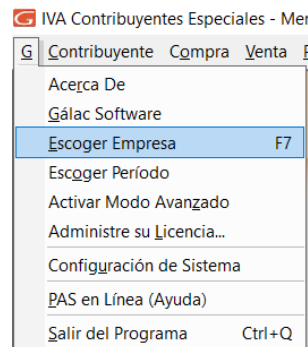 IVA Contribuyentes Especiales - Me
G Contribuyente Compra Venta
Acerca De
Gálac Software
Escoger Empresa F7
Escoger Período
Activar Modo Avanzado
Administre su Licencia...
Configuración de Sistema
PAS en Línea (Ayuda)
Salir del Programa Ctrl+Q